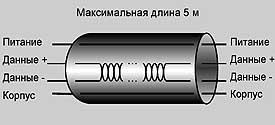 Максимальная длина 5 м
Питание Питание
Данные + Данные +
Данные - Данные -
Корпус Корпус